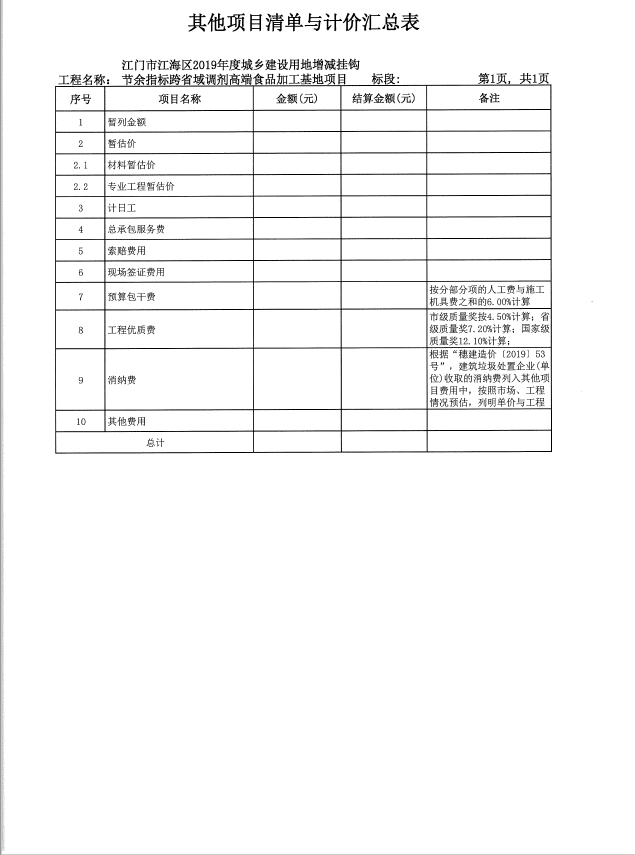 其他项目清单与计价汇总表
江门市江海区2019年度城乡建设用地增减挂钩
工程名称： 节余指标跨省域调剂高端食品加工基地项目 标段： 第1页, 共1页
序号 项目名称 金额(元) 结算金额(元) 备注
1 暂列金额
2 暂估价
2.1 材料暂估价
2.2 专业工程暂估价
3 计日工
4 总承包服务费
5 索赔费用
6 现场签证费用
7 预算包干费 按分部分项的人工费与施工
机具费之和的6.00%计算
8 工程优质费 市级质量奖按4.50%计算；省
级质量奖7.20%计算；国家级
质量奖12.10%计算；
9 消纳费 根据“穗建造价〔2019〕53
号”，建筑垃圾处置企业(单
位)收取的消纳费列入其他项
目费用中，按照市场、工程
情况预估，列明单价与工程
10 其他费用
总计